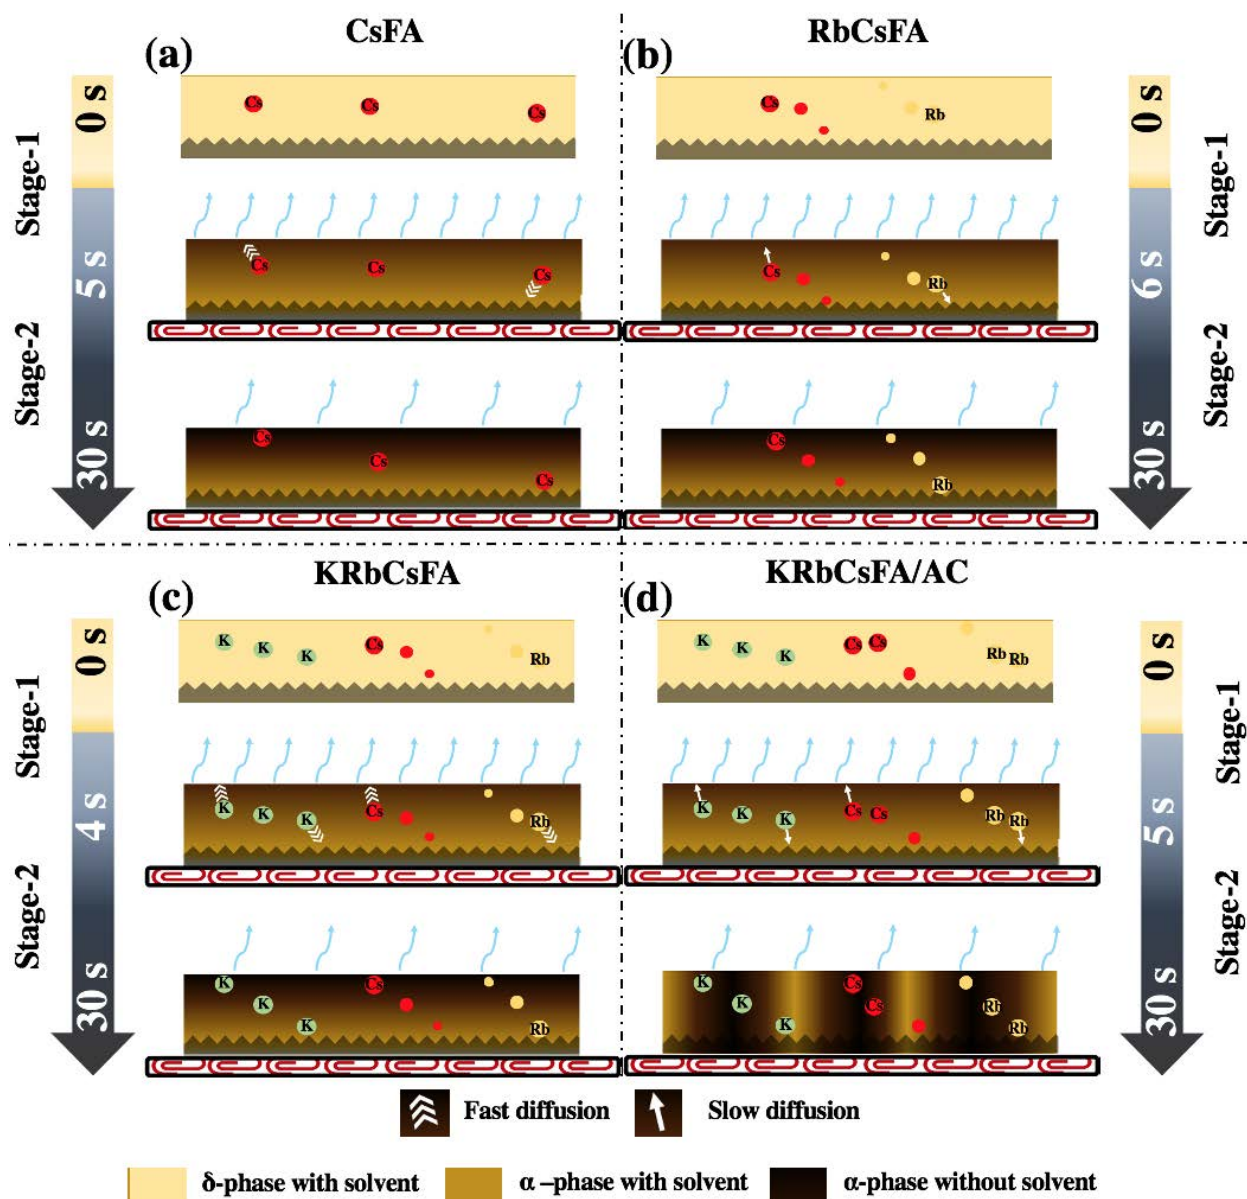 CsFA
(a)
0 s
Stage-1
5 s
Stage-2
30 s
Cs
Cs
Cs
Cs
Cs
Cs
Cs
Cs
Cs
RbCsFA
(b)
0 s
Stage-1
6 s
Stage-2
30 s
Cs
Rb
Cs
Rb
Cs
Rb
KRbCsFA
(c)
0 s
Stage-1
4 s
Stage-2
30 s
K
K
K
Cs
Rb
K
K
K
Cs
Rb
K
K
K
Cs
Rb
KRbCsFA/AC
(d)
0 s
Stage-1
5 s
Stage-2
30 s
K
K
K
Cs
Cs
Rb
Rb
K
K
K
Cs
Cs
Rb
Rb
K
K
K
Cs
Cs
Rb
Rb
Fast diffusion
Slow diffusion
δ-phase with solvent
α –phase with solvent
α-phase without solvent